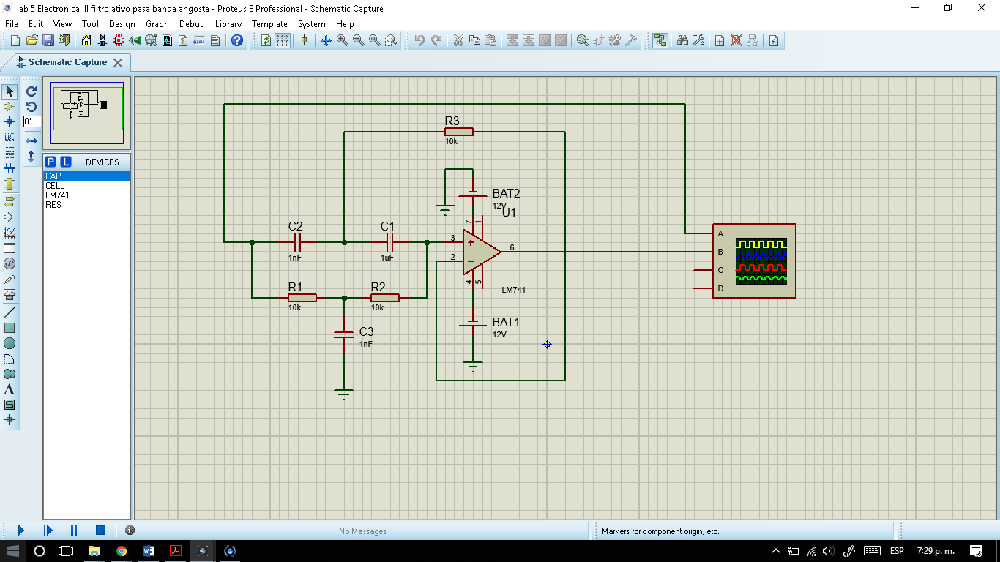 lab 5 Electronica III filtro ativo pasa banda angosta - Proteus 8 Professional - Schematic Capture
File Edit View Tool Design Graph Debug Library Template System Help
Schematic Capture
0°
P L DEVICES
CAP
CELL
LM741
RES
LBL
A
S
R3
10k
BAT2
12V
U1
7
1
C2
C1
3
6
2
1nF
1uF
4
5
LM741
R1
R2
10k
10k
BAT1
12V
C3
1nF
A
B
C
D
No Messages
Markers for component origin, etc.
ESP
7:29 p. m.